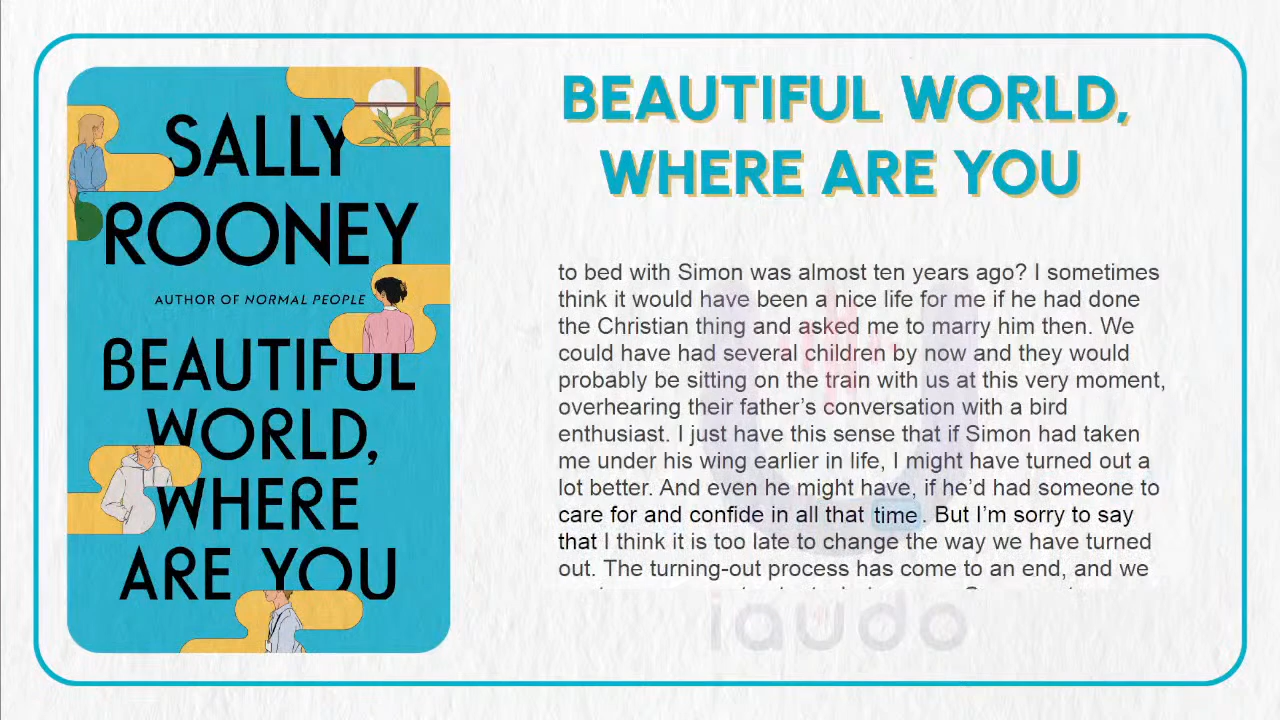 SALLY
ROONEY
AUTHOR OF NORMAL PEOPLE
BEAUTIFUL
WORLD,
WHERE
ARE YOU
BEAUTIFUL WORLD,
WHERE ARE YOU
to bed with Simon was almost ten years ago? I sometimes
think it would have been a nice life for me if he had done
the Christian thing and asked me to marry him then. We
could have had several children by now and they would
probably be sitting on the train with us at this very moment,
overhearing their father’s conversation with a bird
enthusiast. I just have this sense that if Simon had taken
me under his wing earlier in life, I might have turned out a
lot better. And even he might have, if he’d had someone to
care for and confide in all that time . But I’m sorry to say
that I think it is too late to change the way we have turned
out. The turning-out process has come to an end, and we
iaudo